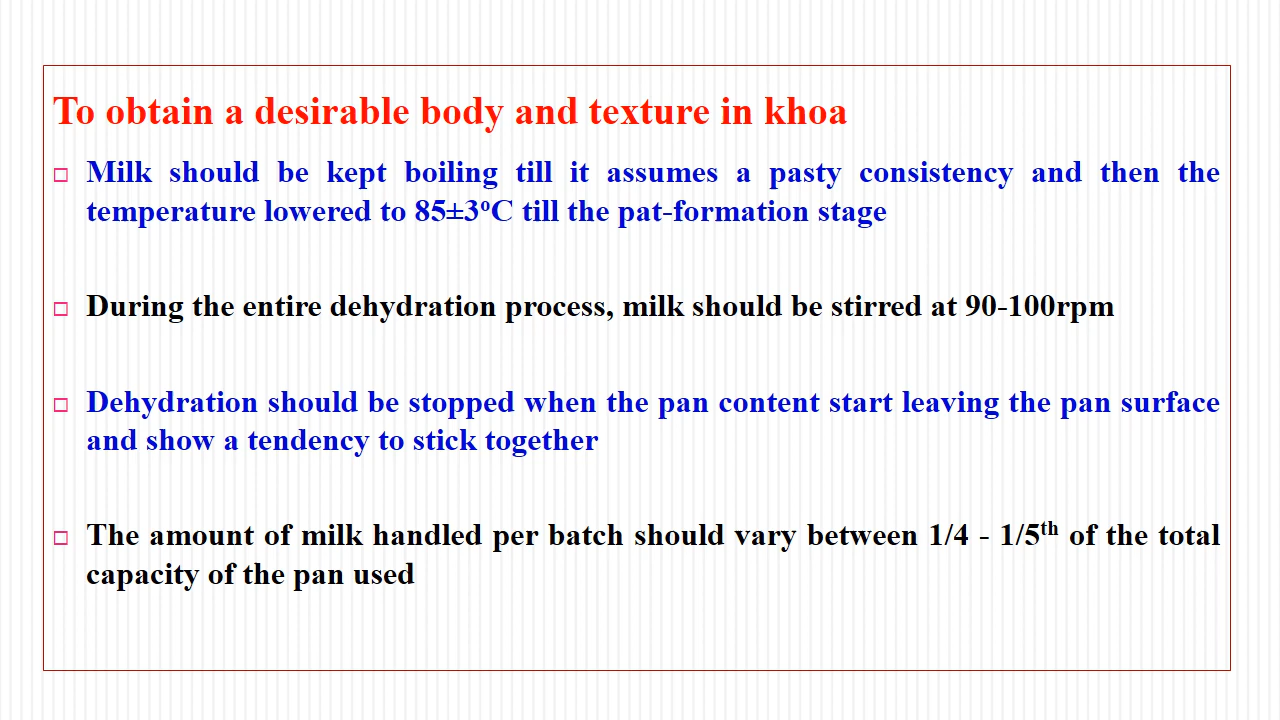 To obtain a desirable body and texture in khoa
Milk should be kept boiling till it assumes a pasty consistency and then the
temperature lowered to 85±3ºC till the pat-formation stage
During the entire dehydration process, milk should be stirred at 90-100rpm
Dehydration should be stopped when the pan content start leaving the pan surface
and show a tendency to stick together
The amount of milk handled per batch should vary between 1/4 - 1/5th of the total
capacity of the pan used